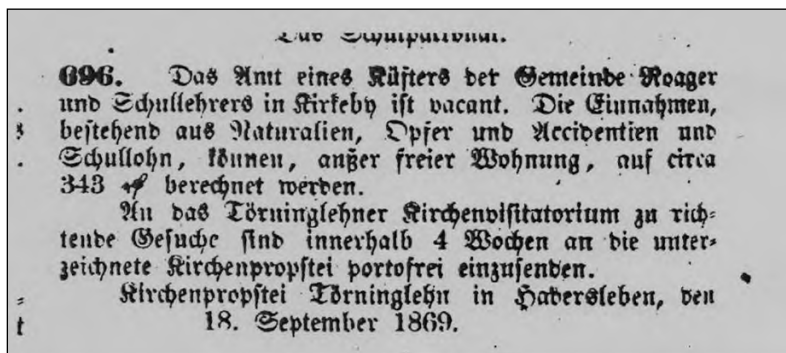 Das Schulpatronat.
696. Das Amt eines Küsters der Gemeinde Roager
und Schullehrers in Kirkeby ist vacant. Die Einnahmen,
bestehend aus Naturalien, Opfer und Accidentien und
Schullohn, können, außer freier Wohnung, auf circa
343 ₰ berechnet werden.
An das Törninglehner Kirchenvisitatorium zu rich-
tende Gesuche sind innerhalb 4 Wochen an die unter-
zeichnete Kirchenpropstei portofrei einzusenden.
Kirchenpropstei Törninglehn in Hadersleben, den
18. September 1869.